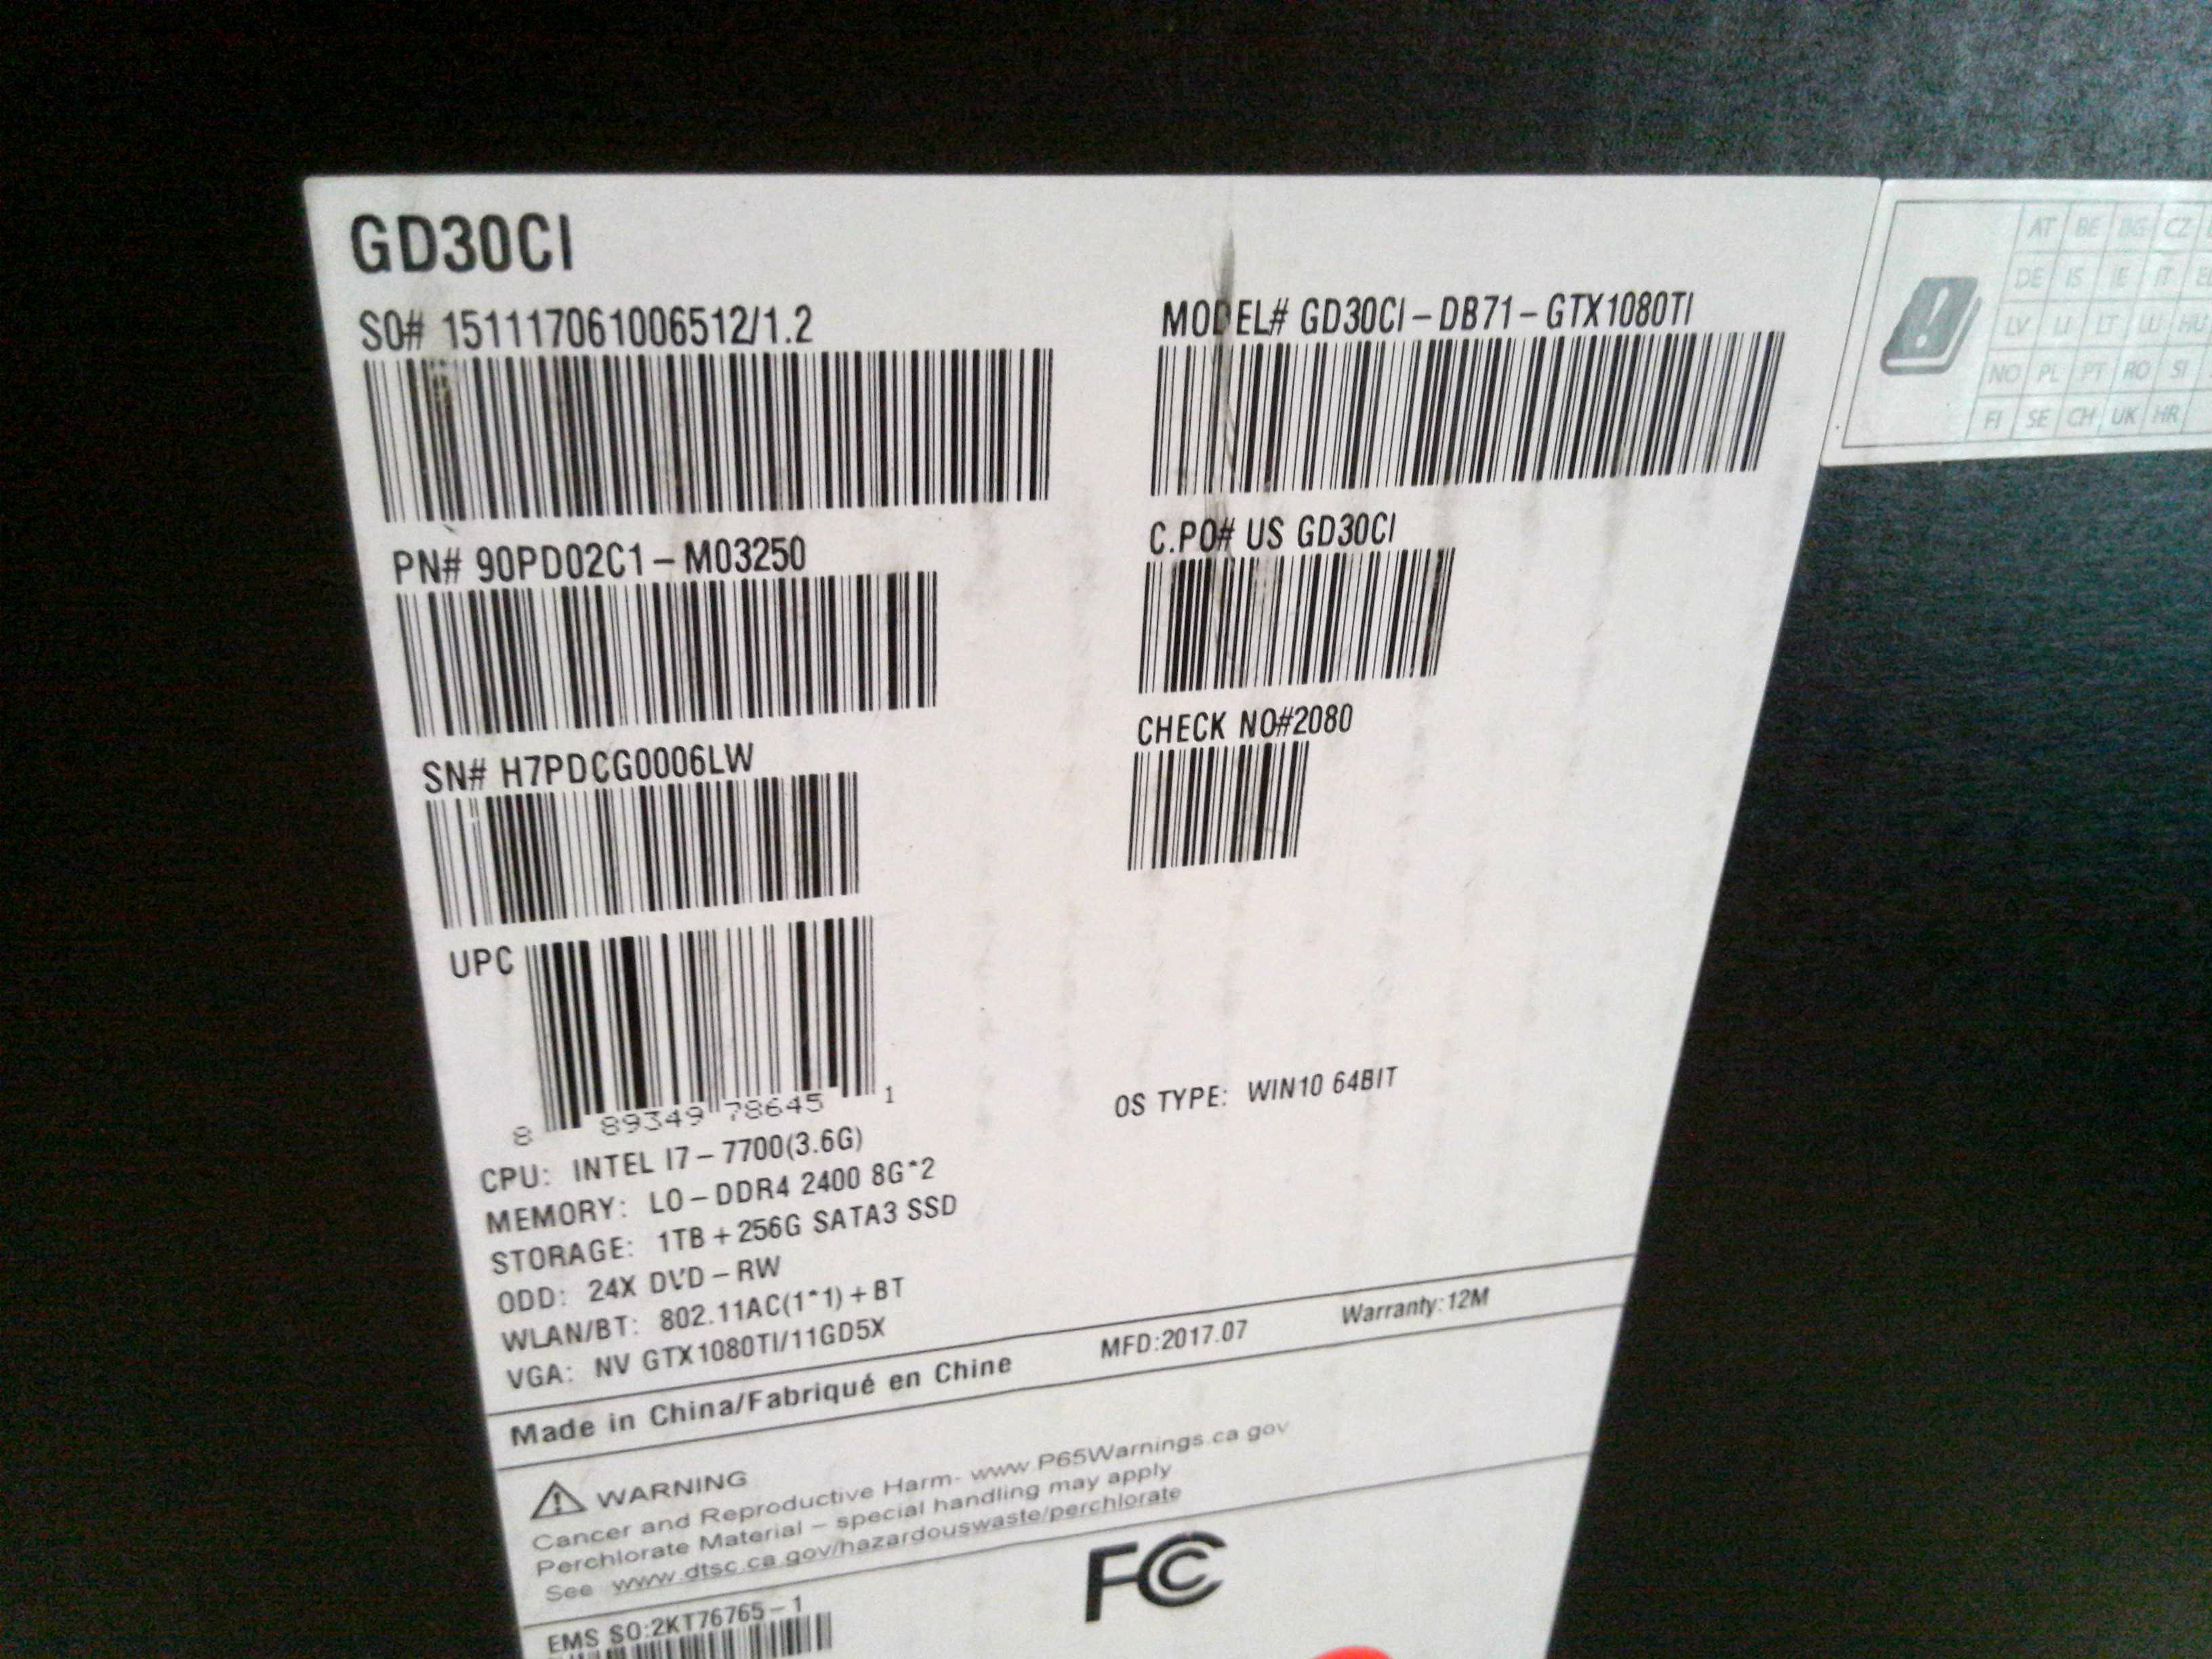 GD30CI
SO# 151117061006512/1.2
MODEL# GD30CI-DB71-GTX1080TI
PN# 90PD02C1-M03250
C.PO# US GD30CI
SN# H7PDCG0006LW
CHECK NO#2080
UPC
8 89349 78645 1
OS TYPE: WIN10 64BIT
CPU: INTEL I7-7700(3.6G)
MEMORY: LO-DDR4 2400 8G*2
STORAGE: 1TB+256G SATA3 SSD
ODD: 24X DVD-RW
WLAN/BT: 802.11AC(1*1)+BT
VGA: NV GTX1080TI/11GD5X
Made in China/Fabriqué en Chine MFD:2017.07 Warranty:12M
WARNING
Cancer and Reproductive Harm- www.P65Warnings.ca.gov
Perchlorate Material – special handling may apply
See www.dtsc.ca.gov/hazardouswaste/perchlorate
FC
EMS SO:2KT76765-1
AT BE BG CZ
DE IS IE IT
LV LI LT LU HU
NO PL PT RO SI
FI SE CH UK HR